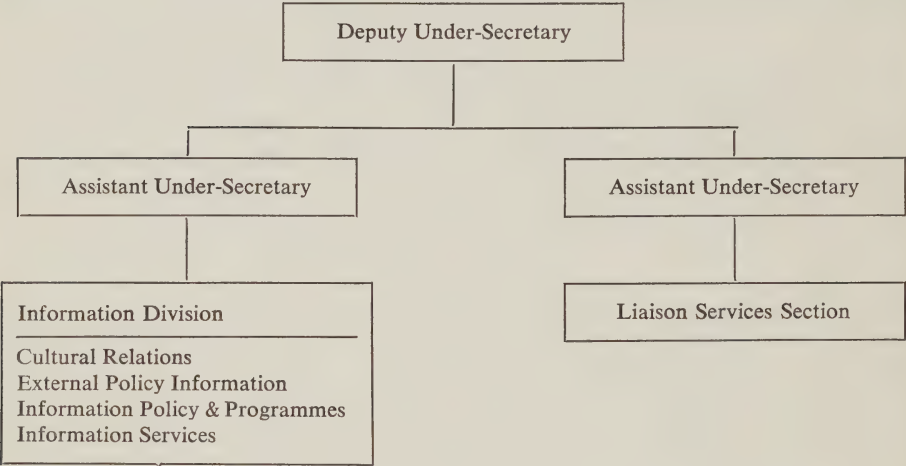 Deputy Under-Secretary
Assistant Under-Secretary
Assistant Under-Secretary
Information Division
Cultural Relations
External Policy Information
Information Policy & Programmes
Information Services
Liaison Services Section